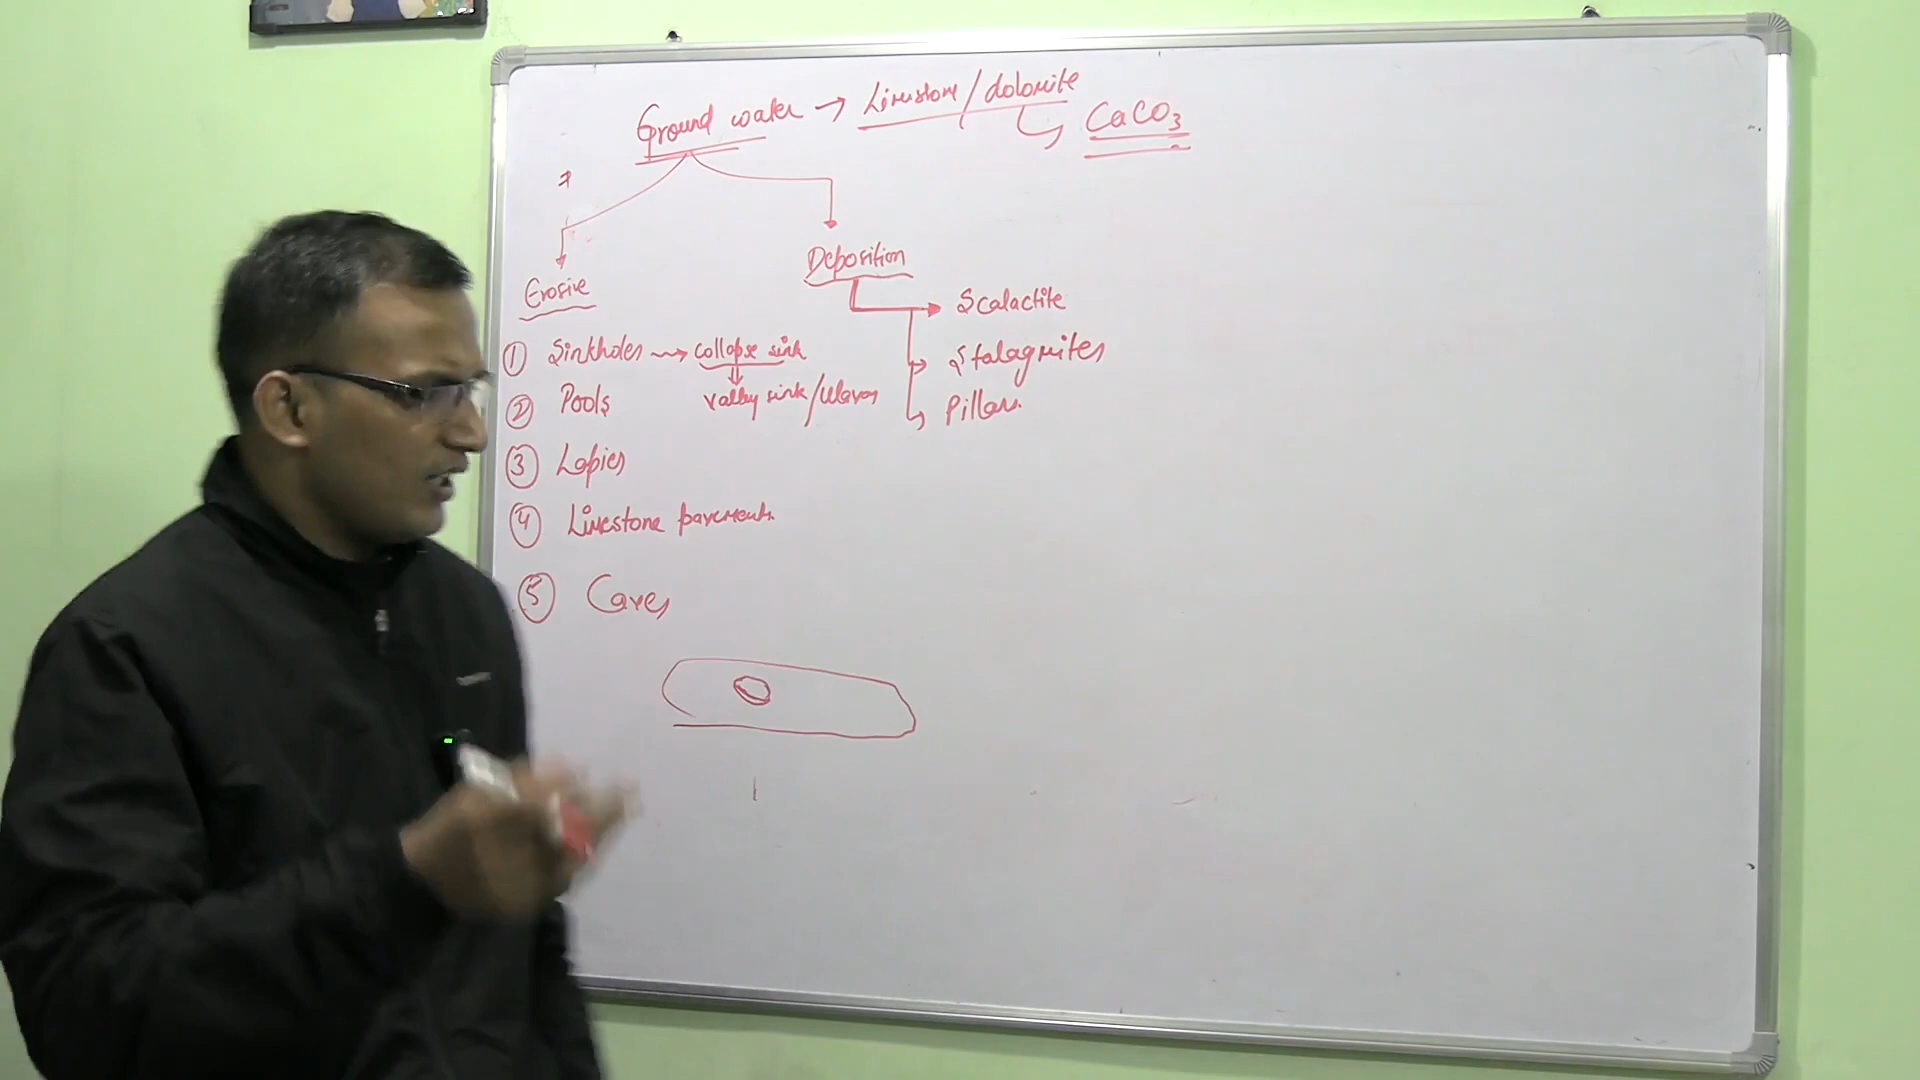 Ground water → Limestone / dolomite
CaCO3
Erosive
Deposition
① Sinkholes → collapse sink
valley sink /
② Pools
③ Lapies
④ Limestone pavements
⑤ Caves
Scalactite
Stalagmites
Pillars